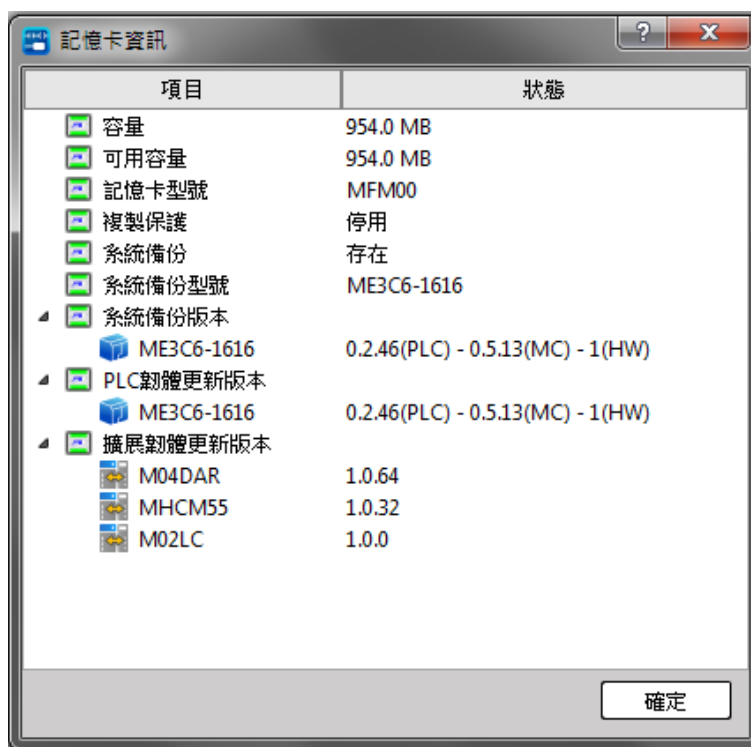 記憶卡資訊
項目 狀態
容量 954.0 MB
可用容量 954.0 MB
記憶卡型號 MFM00
複製保護 停用
系統備份 存在
系統備份型號 ME3C6-1616
系統備份版本
ME3C6-1616 0.2.46(PLC) - 0.5.13(MC) - 1(HW)
PLC韌體更新版本
ME3C6-1616 0.2.46(PLC) - 0.5.13(MC) - 1(HW)
擴展韌體更新版本
M04DAR 1.0.64
MHCM55 1.0.32
M02LC 1.0.0
確定